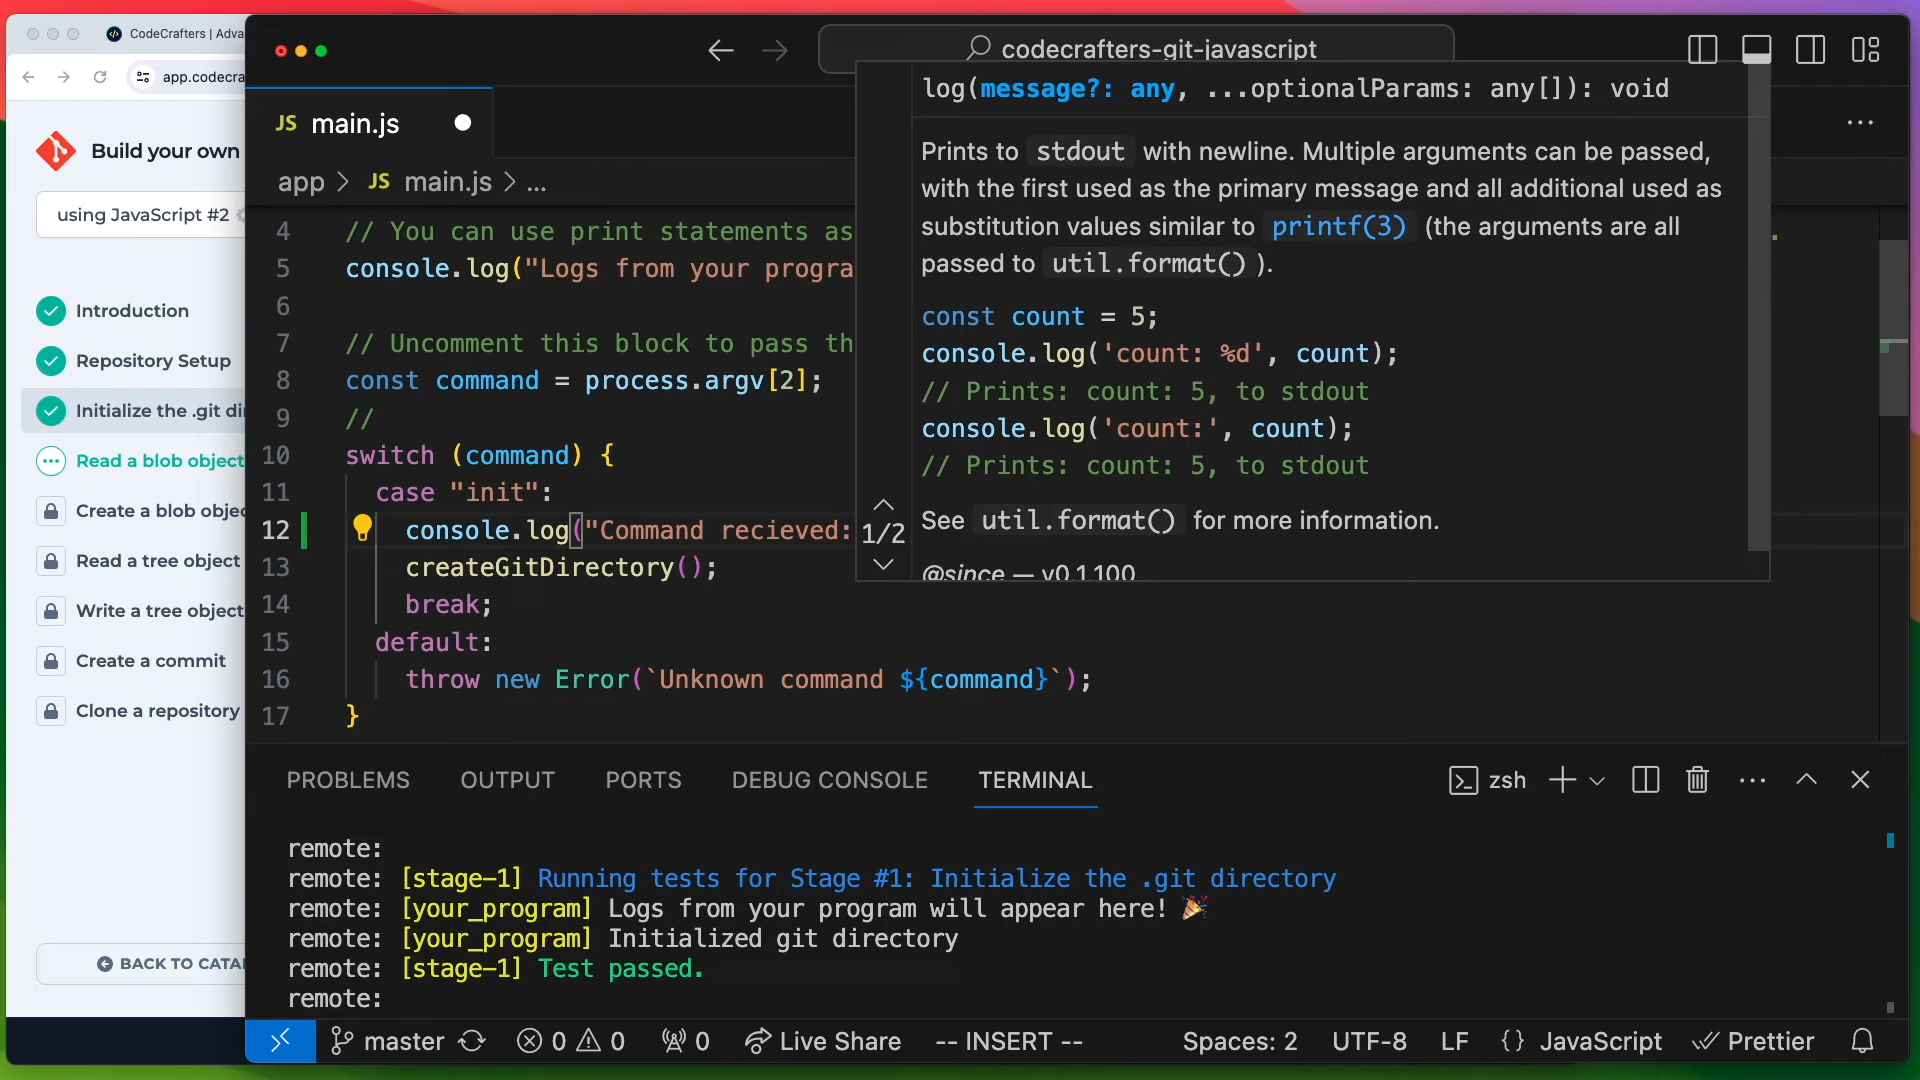 CodeCrafters | Adva
app.codecra
Build your own
using JavaScript #2
Introduction
Repository Setup
Initialize the .git di
Read a blob object
Create a blob obje
Read a tree object
Write a tree object
Create a commit
Clone a repository
BACK TO CATA
codecrafters-git-javascript
JS main.js
app > JS main.js > ...
4 // You can use print statements as
5 console.log("Logs from your progra
6
7 // Uncomment this block to pass th
8 const command = process.argv[2];
9 //
10 switch (command) {
11 case "init":
12 console.log("Command recieved:
13 createGitDirectory();
14 break;
15 default:
16 throw new Error(`Unknown command ${command}`);
17 }
log(message?: any, ...optionalParams: any[]): void
Prints to stdout with newline. Multiple arguments can be passed,
with the first used as the primary message and all additional used as
substitution values similar to printf(3) (the arguments are all
passed to util.format() ).
const count = 5;
console.log('count: %d', count);
// Prints: count: 5, to stdout
console.log('count:', count);
// Prints: count: 5, to stdout
1/2
See util.format() for more information.
@since — v0.1.100
PROBLEMS OUTPUT PORTS DEBUG CONSOLE TERMINAL
zsh
remote:
remote: [stage-1] Running tests for Stage #1: Initialize the .git directory
remote: [your_program] Logs from your program will appear here! 🎉
remote: [your_program] Initialized git directory
remote: [stage-1] Test passed.
remote:
master 0 0 0 Live Share -- INSERT -- Spaces: 2 UTF-8 LF {} JavaScript Prettier